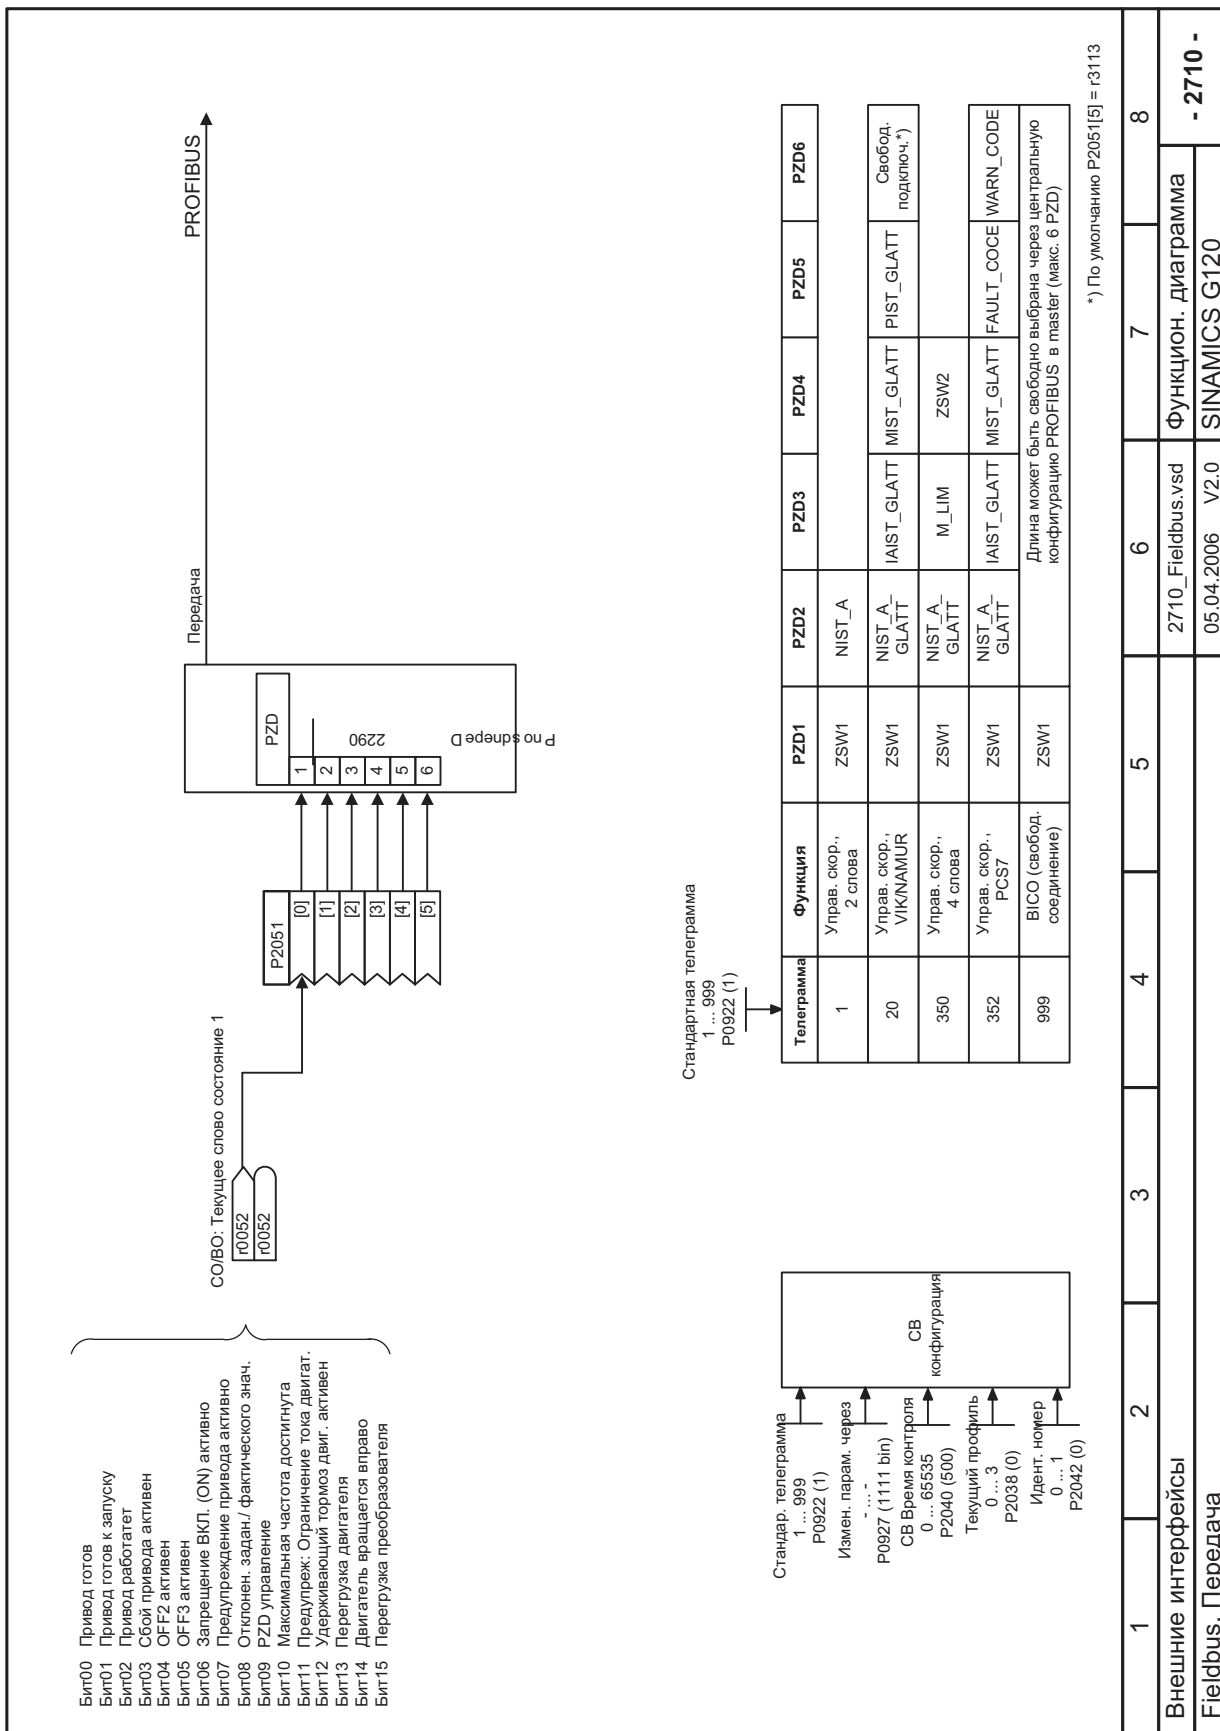 PROFIBUS
Передача
PZD
1
2
3
4
5
6
2290
P no sdnepe D
P2051
[0]
[1]
[2]
[3]
[4]
[5]
CO/BO: Текущее слово состояние 1
r0052
r0052
Бит00 Привод готов
Бит01 Привод готов к запуску
Бит02 Привод работатет
Бит03 Сбой привода активен
Бит04 OFF2 активен
Бит05 OFF3 активен
Бит06 Запрещение ВКЛ. (ON) активно
Бит07 Предупреждение привода активно
Бит08 Отклонен. задан./ фактического знач.
Бит09 PZD управление
Бит10 Максимальная частота достигнута
Бит11 Предупреж: Ограничение тока двигат.
Бит12 Удерживающий тормоз двиг. активен
Бит13 Перегрузка двигателя
Бит14 Двигатель вращается вправо
Бит15 Перегрузка преобразователя
Стандар. телеграмма
1 ... 999
P0922 (1)
Измен. парам. через
- ... -
P0927 (1111 bin)
СВ Время контроля
0 ... 65535
P2040 (500)
Текущий профиль
0 ... 3
P2038 (0)
Идент. номер
0 ... 1
P2042 (0)
СВ
конфигурация
Стандартная телеграмма
1 ... 999
P0922 (1)
Телеграмма Функция PZD1 PZD2 PZD3 PZD4 PZD5 PZD6
1 Управ. скор., 2 слова ZSW1 NIST_A
20 Управ. скор., VIK/NAMUR ZSW1 NIST_A_ GLATT IAIST_GLATT MIST_GLATT PIST_GLATT Свобод. подключ.*)
350 Управ. скор., 4 слова ZSW1 NIST_A_ GLATT M_LIM ZSW2
352 Управ. скор., PCS7 ZSW1 NIST_A_ GLATT IAIST_GLATT MIST_GLATT FAULT_COCE WARN_CODE
999 BICO (свобод. соединение) ZSW1 Длина может быть свободно выбрана через центральную
конфигурацию PROFIBUS в master (макс. 6 PZD)
*) По умолчанию P2051[5] = r3113
1 2 3 4 5 6 7 8
Внешние интерфейсы 2710_Fieldbus.vsd Функцион. диаграмма - 2710 -
Fieldbus, Передача 05.04.2006 V2.0 SINAMICS G120